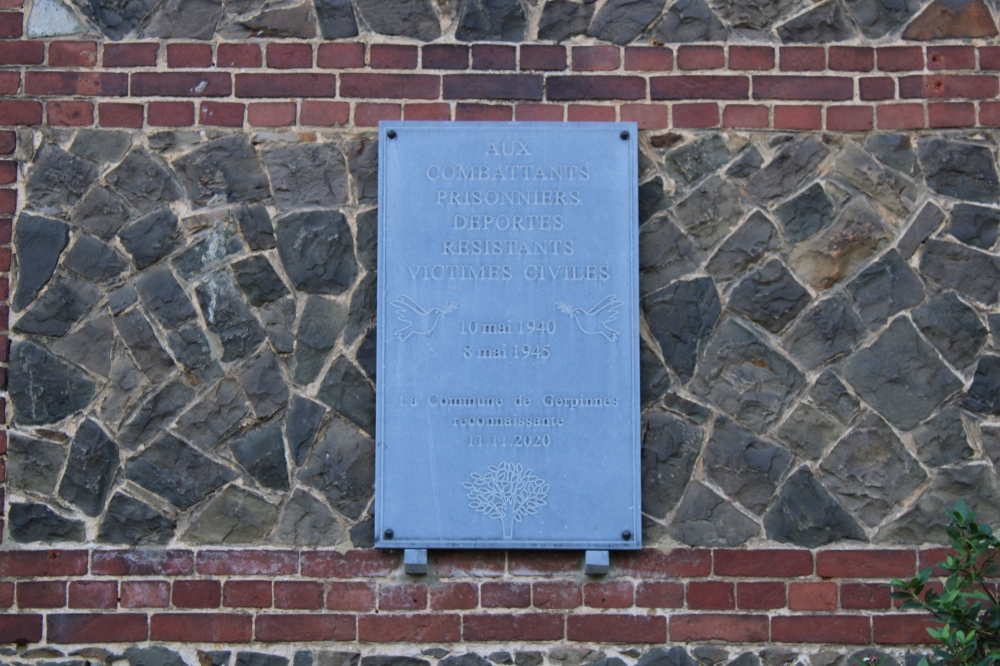 AUX
COMBATTANTS
PRISONNIERS
DEPORTES
RESISTANTS
VICTIMES CIVILES
10 mai 1940
8 mai 1945
La Commune de Gerpinnes
reconnaissante
11.11.2020